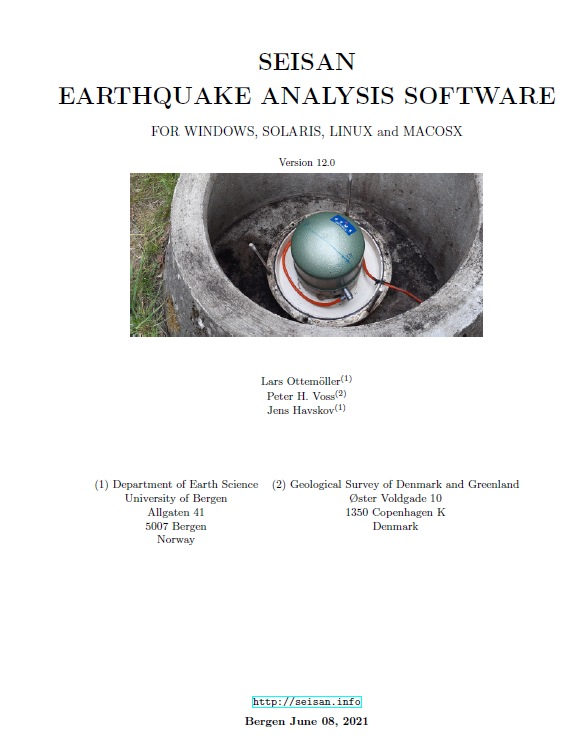 SEISAN
EARTHQUAKE ANALYSIS SOFTWARE
FOR WINDOWS, SOLARIS, LINUX and MACOSX
Version 12.0
Lars Ottemöller(1)
Peter H. Voss(2)
Jens Havskov(1)
(1) Department of Earth Science
University of Bergen
Allgaten 41
5007 Bergen
Norway
(2) Geological Survey of Denmark and Greenland
Øster Voldgade 10
1350 Copenhagen K
Denmark
http://seisan.info
Bergen June 08, 2021